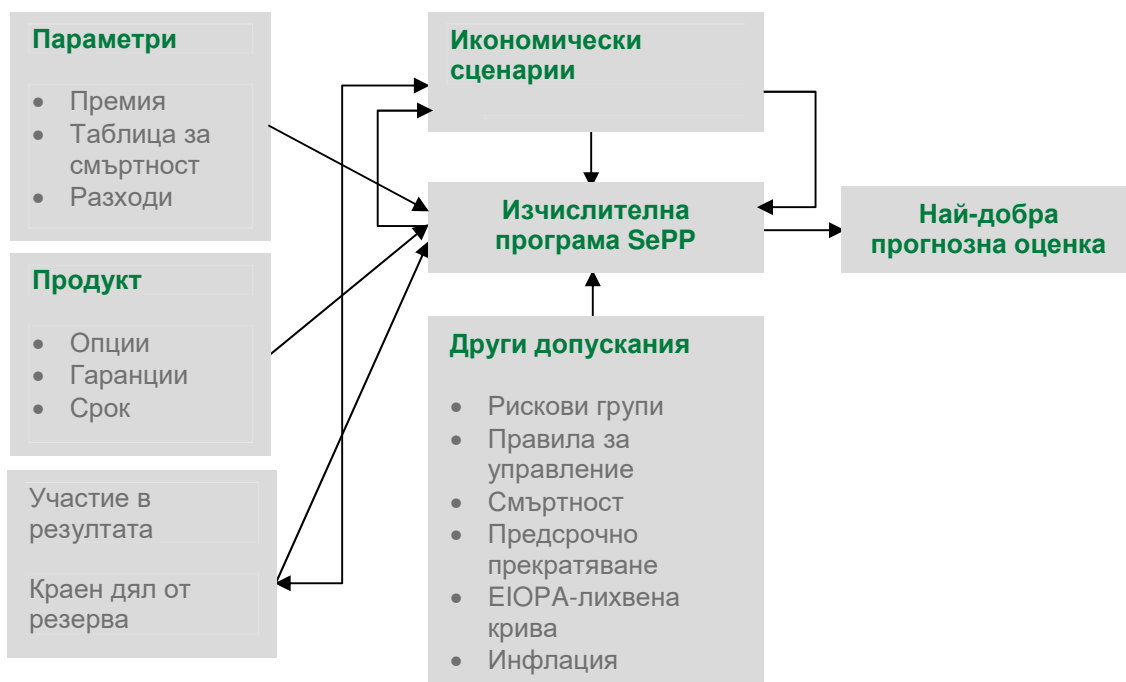 Параметри
• Премия
• Таблица за
смъртност
• Разходи
Продукт
• Опции
• Гаранции
• Срок
Участие в
резултата
Краен дял от
резерва
Икономически
сценарии
Изчислителна
програма SePP
Други допускания
• Рискови групи
• Правила за
управление
• Смъртност
• Предсрочно
прекратяване
• EIOPA-лихвена
крива
• Инфлация
Най-добра
прогнозна оценка